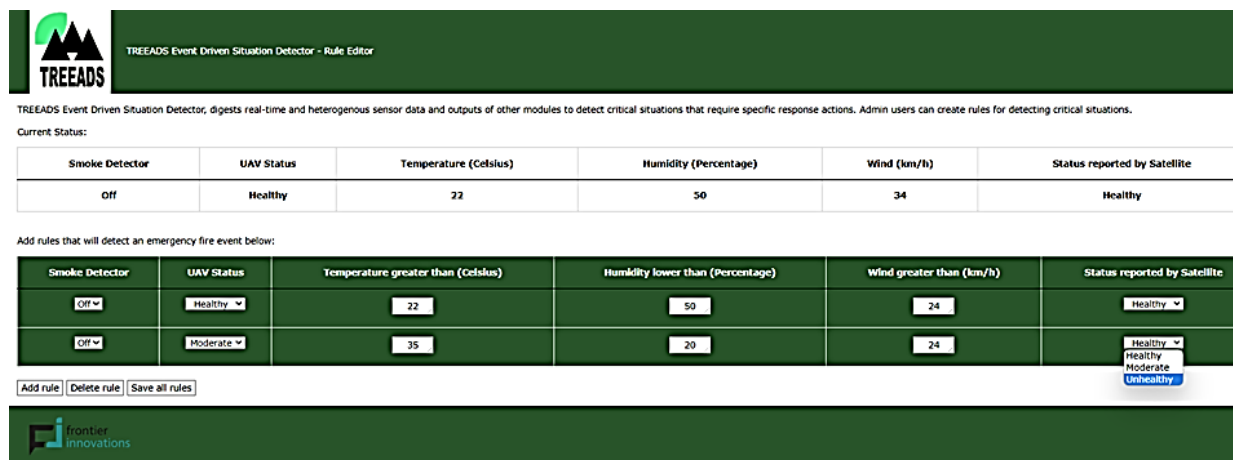 TREEADS
TREEADS Event Driven Situation Detector - Rule Editor
TREEADS Event Driven Situation Detector, digests real-time and heterogenous sensor data and outputs of other modules to detect critical situations that require specific response actions. Admin users can create rules for detecting critical situations.
Current Status:
Smoke Detector UAV Status Temperature (Celsius) Humidity (Percentage) Wind (km/h) Status reported by Satellite
Off Healthy 22 50 34 Healthy
Add rules that will detect an emergency fire event below:
Smoke Detector UAV Status Temperature greater than (Celsius) Humidity lower than (Percentage) Wind greater than (km/h) Status reported by Satellite
Off Healthy 22 50 24 Healthy
Off Moderate 35 20 24 Healthy
Healthy
Moderate
Unhealthy
Add rule Delete rule Save all rules
frontier
innovations